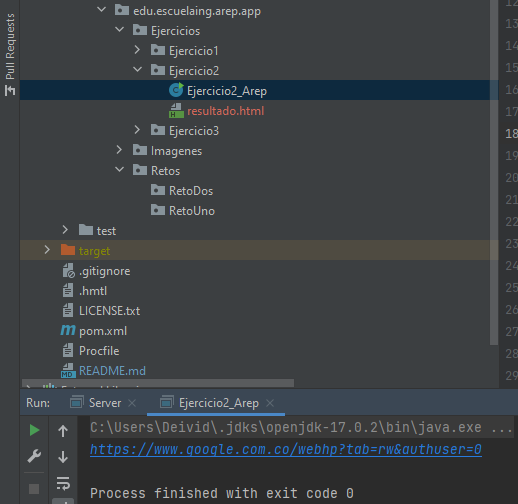 Pull Requests
edu.escuelaing.arep.app
Ejercicios
Ejercicio1
Ejercicio2
Ejercicio2_Arep
resultado.html
Ejercicio3
Imagenes
Retos
RetoDos
RetoUno
test
target
.gitignore
.hmtl
LICENSE.txt
pom.xml
Procfile
README.md
12
13
14
15
16
17
18
19
20
21
22
23
24
25
26
27
28
29
Run: Server × Ejercicio2_Arep ×
C:\Users\Deivid\.jdks\openjdk-17.0.2\bin\java.exe ...
https://www.google.com.co/webhp?tab=rw&authuser=0
Process finished with exit code 0